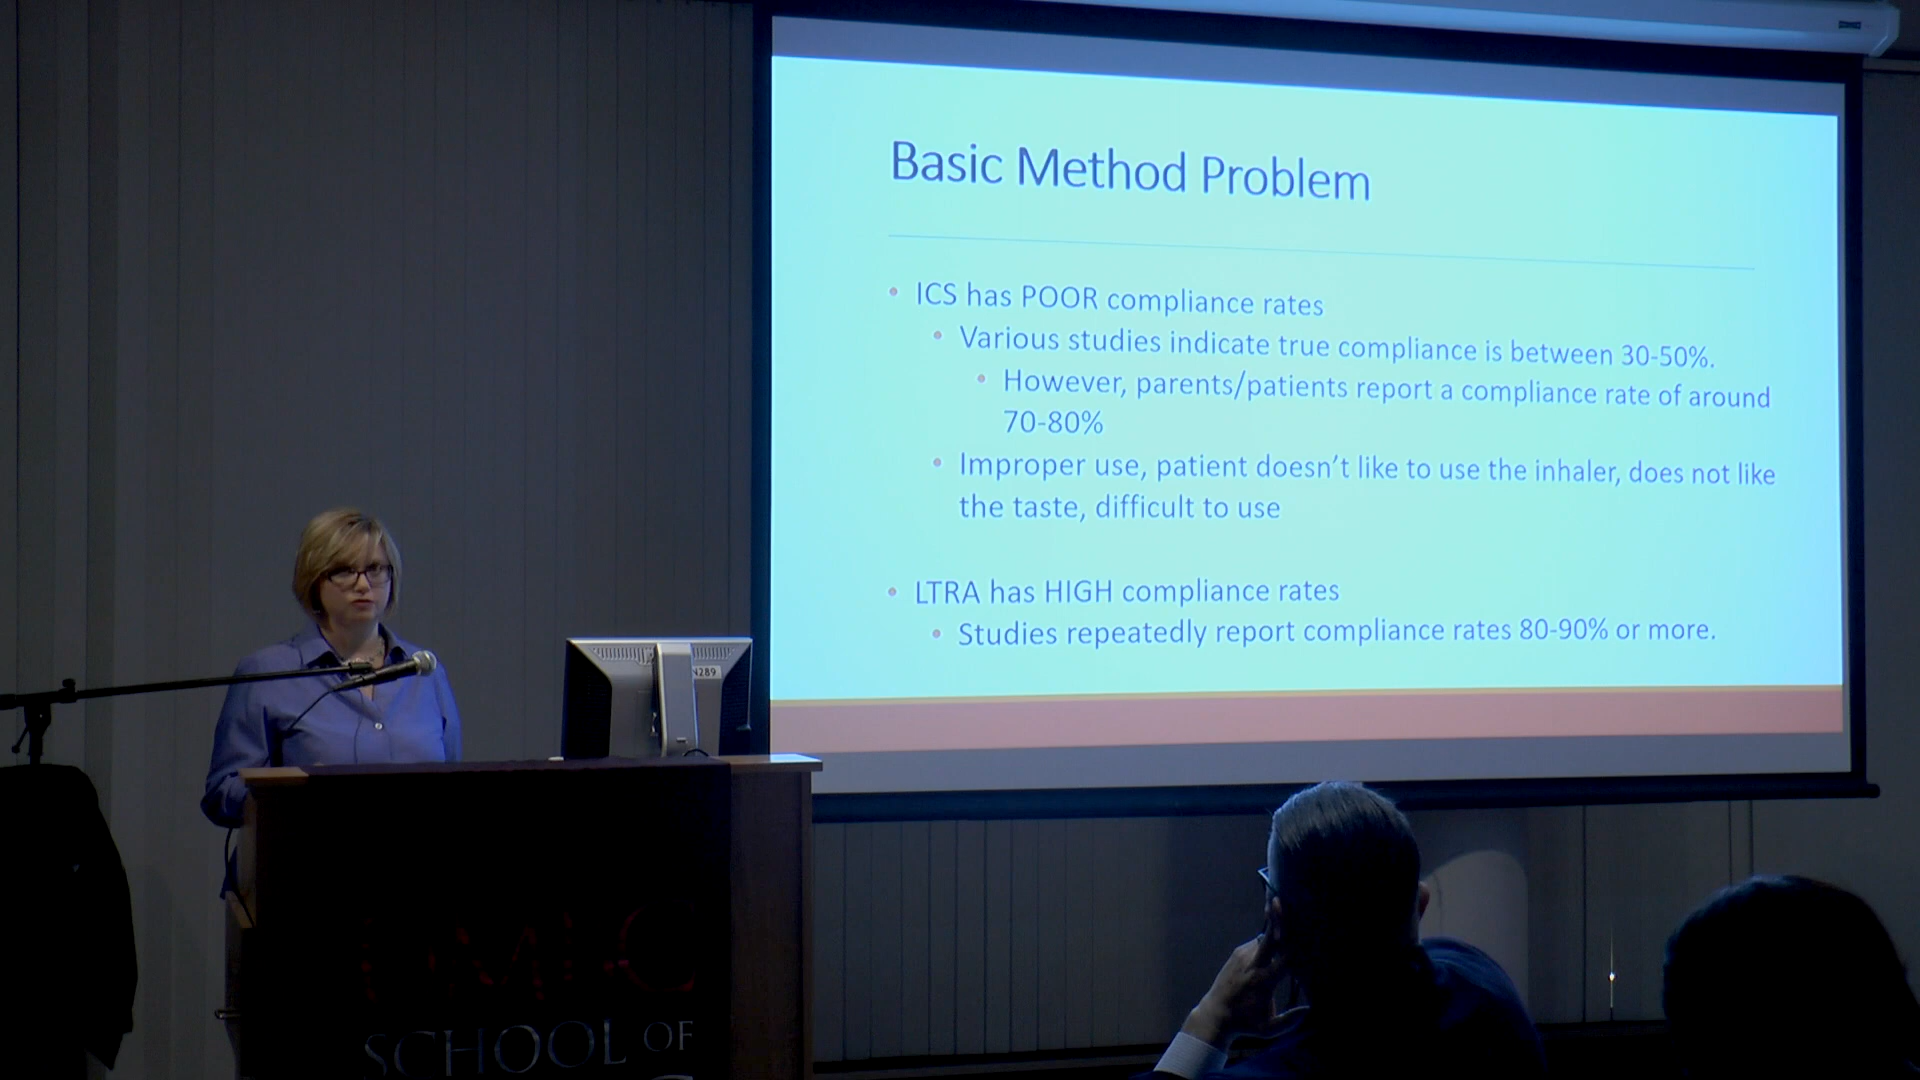 Basic Method Problem
• ICS has POOR compliance rates
• Various studies indicate true compliance is between 30-50%.
• However, parents/patients report a compliance rate of around
70-80%
• Improper use, patient doesn't like to use the inhaler, does not like
the taste, difficult to use
• LTRA has HIGH compliance rates
• Studies repeatedly report compliance rates 80-90% or more.
SCHOOL OF